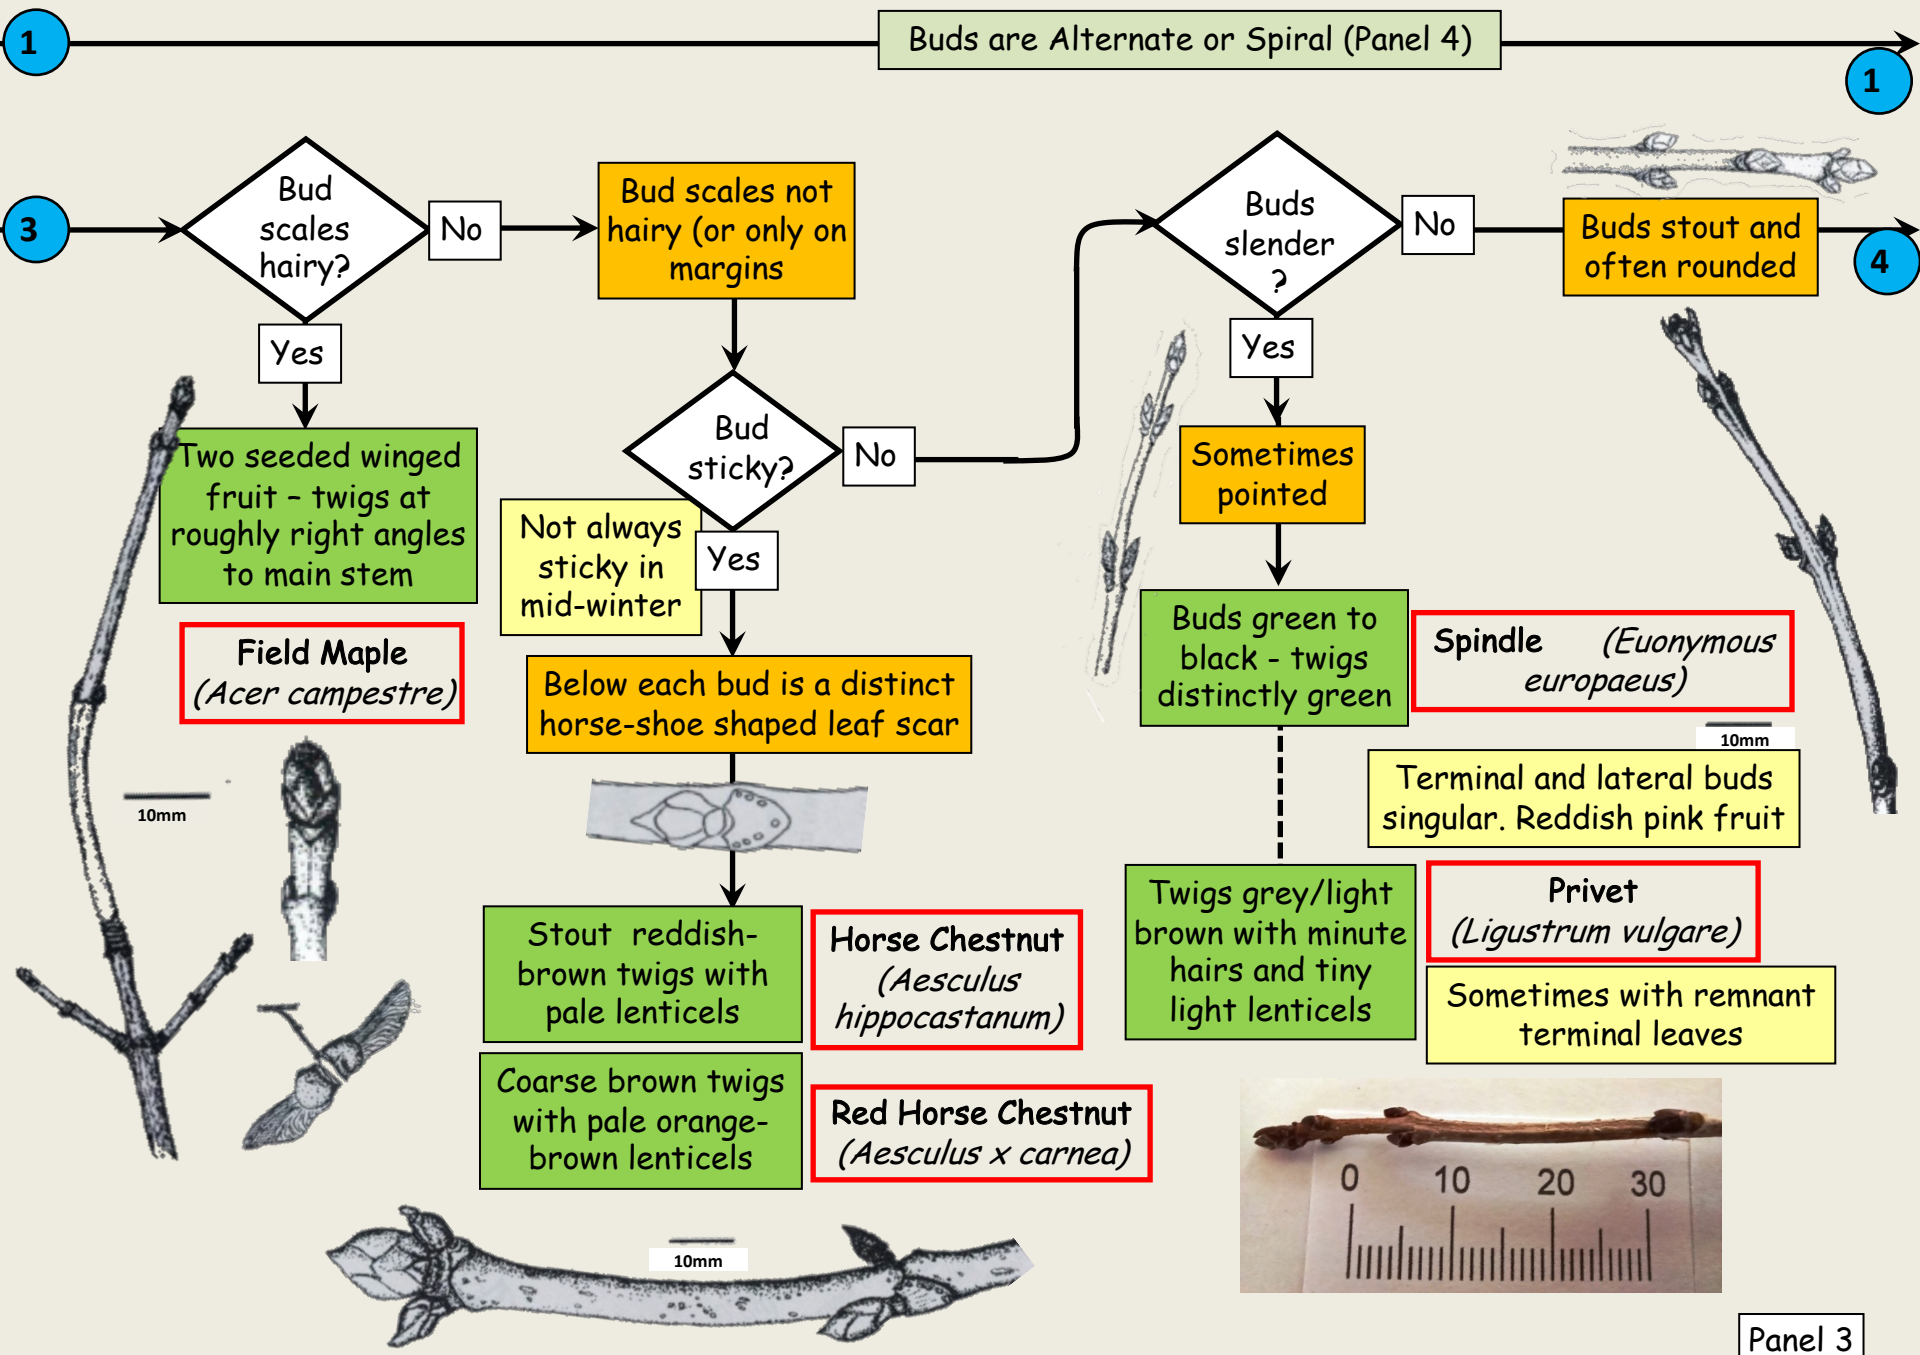 1
Buds are Alternate or Spiral (Panel 4)
1
3
Bud
scales
hairy?
No
Bud scales not
hairy (or only on
margins
Buds
slender
?
No
Buds stout and
often rounded
4
Yes
Two seeded winged
fruit – twigs at
roughly right angles
to main stem
Field Maple
(Acer campestre)
10mm
Bud
sticky?
No
Not always
sticky in
mid-winter
Yes
Below each bud is a distinct
horse-shoe shaped leaf scar
Stout reddish-
brown twigs with
pale lenticels
Horse Chestnut
(Aesculus
hippocastanum)
Coarse brown twigs
with pale orange-
brown lenticels
Red Horse Chestnut
(Aesculus x carnea)
10mm
Yes
Sometimes
pointed
Buds green to
black - twigs
distinctly green
Spindle (Euonymous
europaeus)
10mm
Terminal and lateral buds
singular. Reddish pink fruit
Twigs grey/light
brown with minute
hairs and tiny
light lenticels
Privet
(Ligustrum vulgare)
Sometimes with remnant
terminal leaves
0 10 20 30
Panel 3